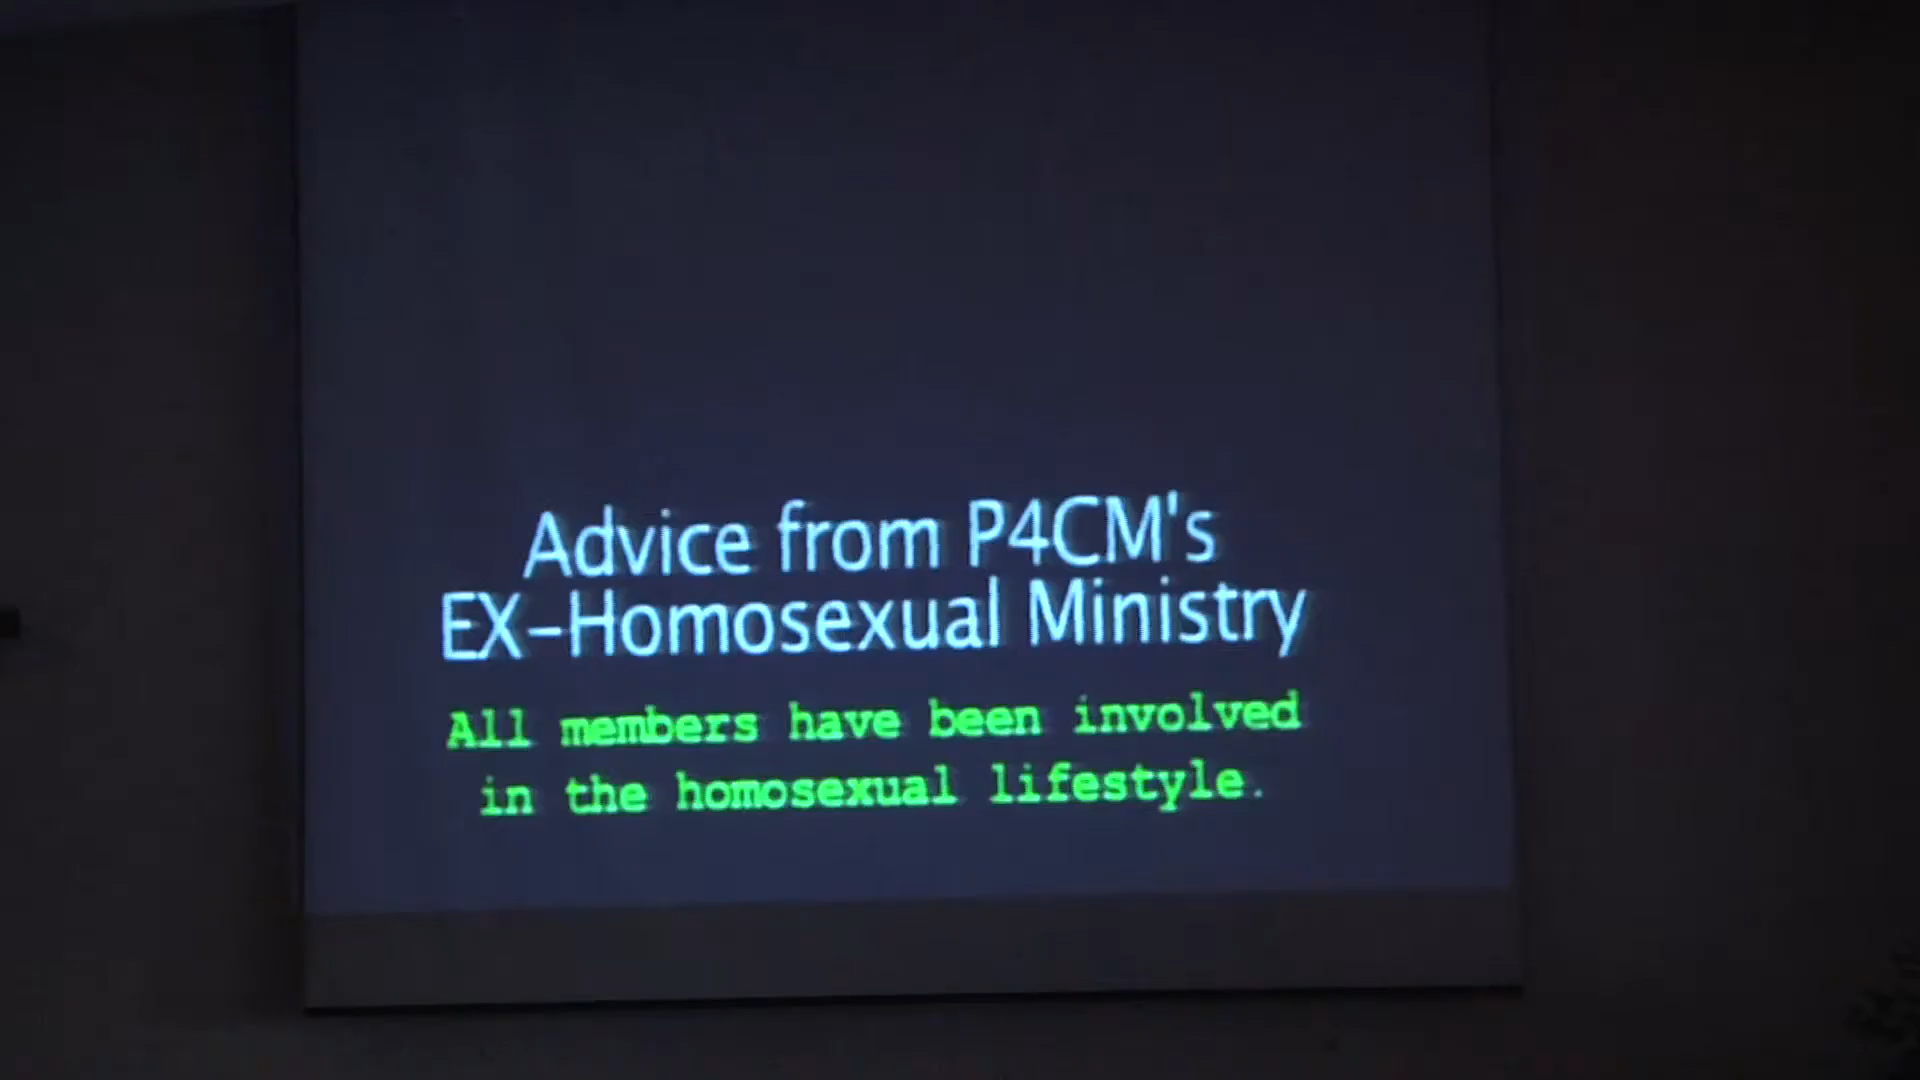 Advice from P4CM's
EX-Homosexual Ministry
All members have been involved
in the homosexual lifestyle.